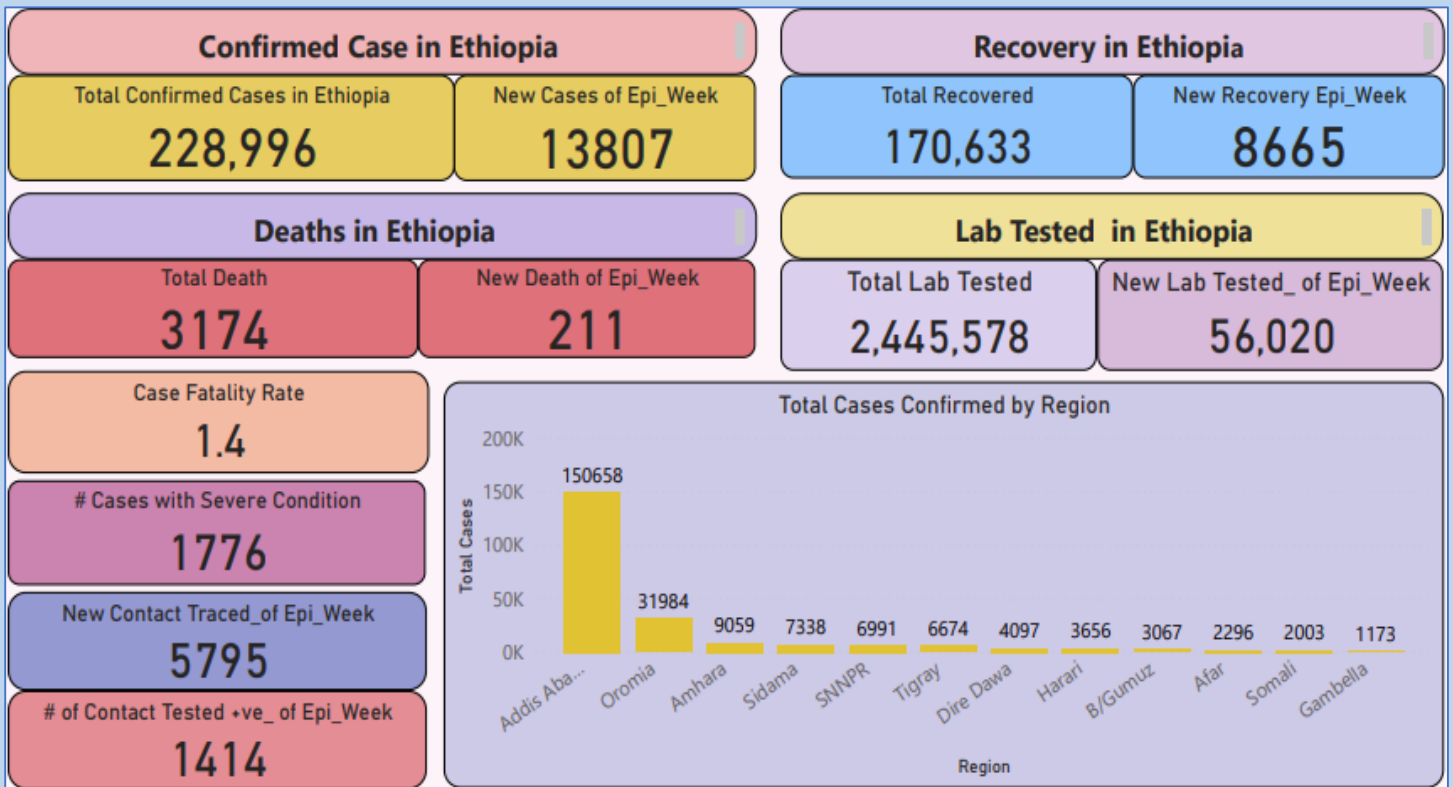 Confirmed Case in Ethiopia
Total Confirmed Cases in Ethiopia
228,996
New Cases of Epi_Week
13807
Recovery in Ethiopia
Total Recovered
170,633
New Recovery Epi_Week
8665
Deaths in Ethiopia
Total Death
3174
New Death of Epi_Week
211
Lab Tested in Ethiopia
Total Lab Tested
2,445,578
New Lab Tested_ of Epi_Week
56,020
Case Fatality Rate
1.4
# Cases with Severe Condition
1776
New Contact Traced_of Epi_Week
5795
# of Contact Tested +ve_ of Epi_Week
1414
Total Cases Confirmed by Region
Total Cases
200K
150K
100K
50K
0K
150658
31984
9059
7338
6991
6674
4097
3656
3067
2296
2003
1173
Addis Aba...
Oromia
Amhara
Sidama
SNNPR
Tigray
Dire Dawa
Harari
B/Gumuz
Afar
Somali
Gambella
Region